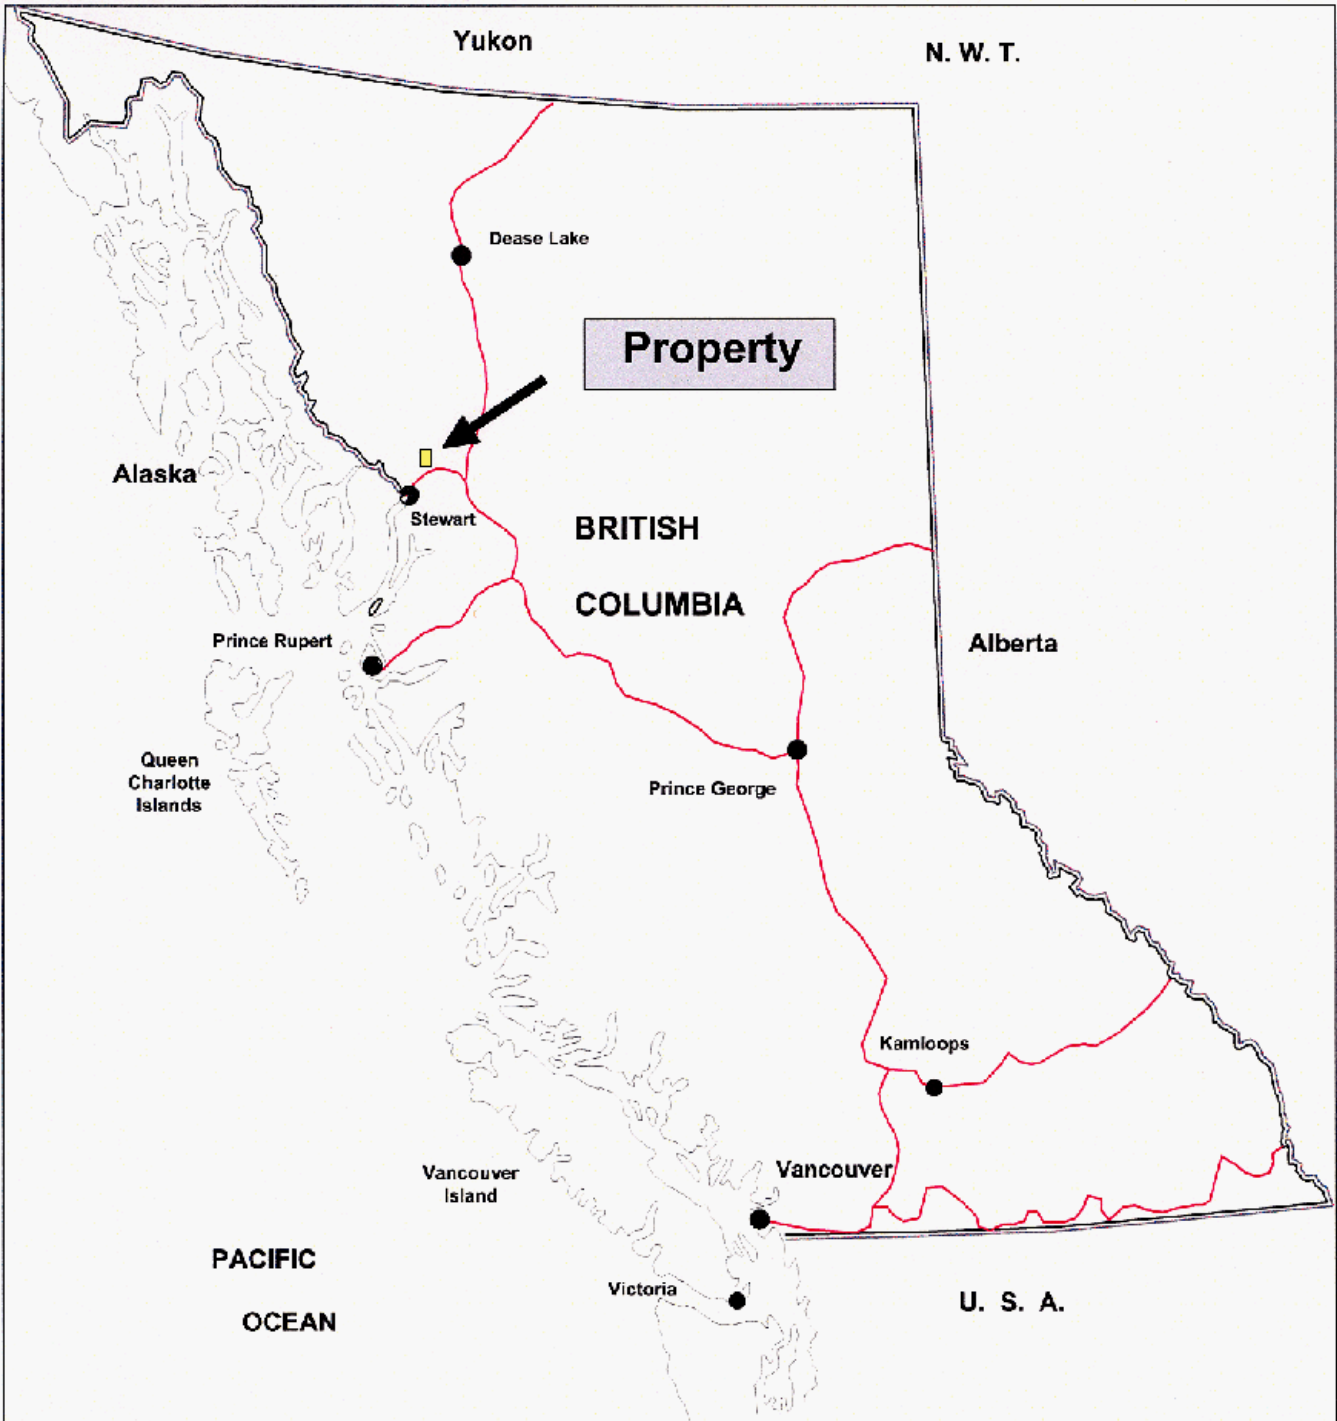 Yukon
N. W. T.
Dease Lake
Property
Alaska
Stewart
BRITISH
COLUMBIA
Prince Rupert
Alberta
Queen
Charlotte
Islands
Prince George
Kamloops
Vancouver
Island
Vancouver
PACIFIC
OCEAN
Victoria
U. S. A.